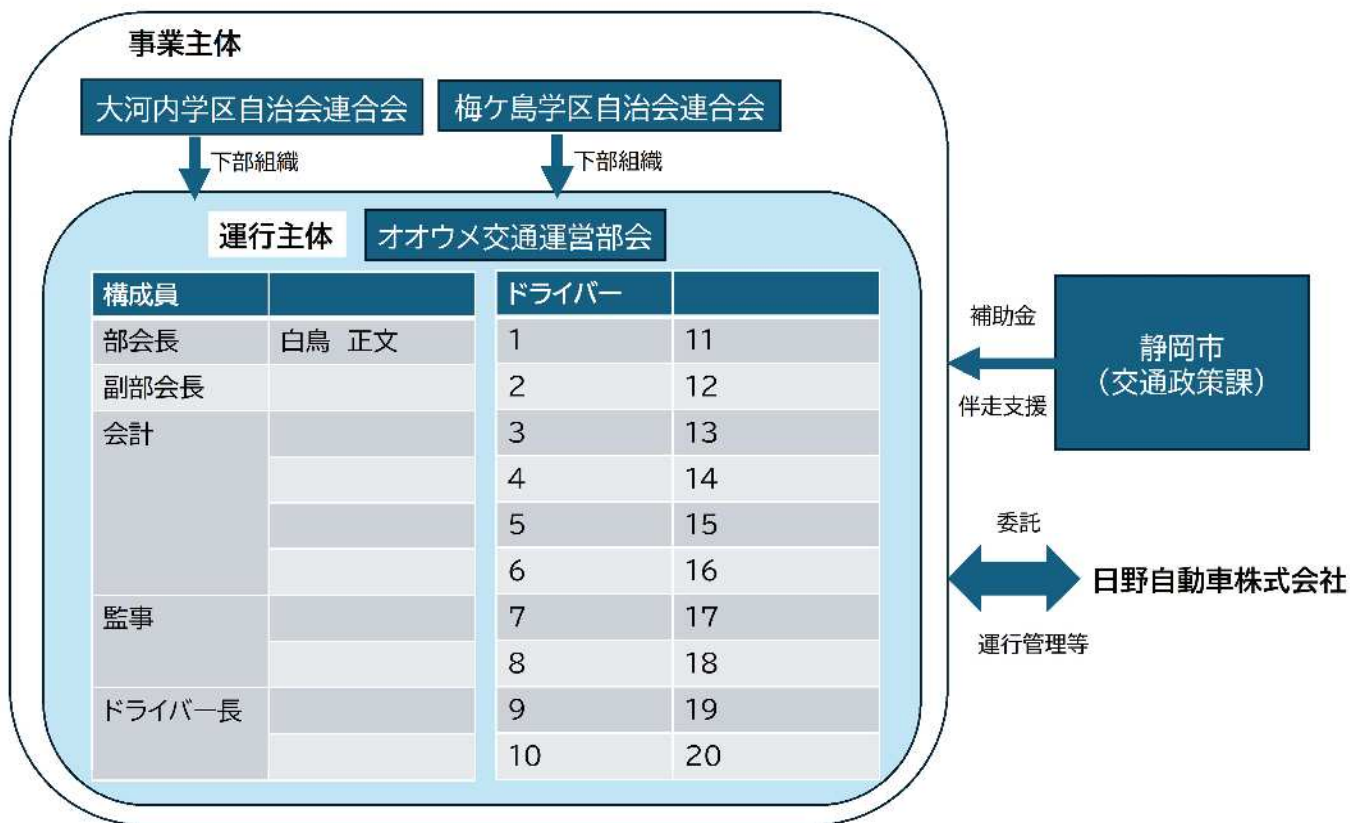 事業主体
大河内学区自治会連合会
梅ケ島学区自治会連合会
下部組織
下部組織
運行主体
オオウメ交通運営部会
構成員
部会長 白鳥 正文
副部会長
会計
監事
ドライバー長
ドライバー
1 11
2 12
3 13
4 14
5 15
6 16
7 17
8 18
9 19
10 20
補助金
伴走支援
静岡市
（交通政策課）
委託
運行管理等
日野自動車株式会社